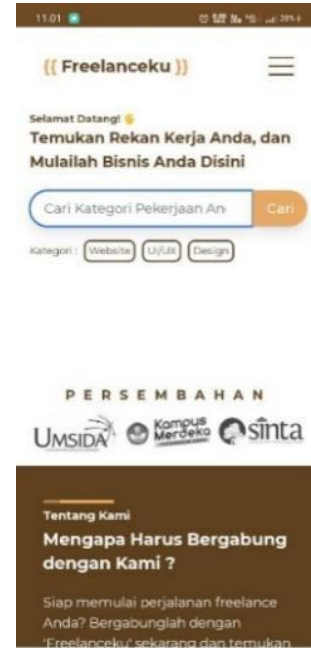 11.01
{{ Freelanceku }}
Selamat Datang! 🖐
Temukan Rekan Kerja Anda, dan
Mulailah Bisnis Anda Disini
Cari Kategori Pekerjaan An
Cari
Kategori : Website UI/UX Design
PERSEMBAHAN
UMSIDA Kampus Merdeka sinta
Tentang Kami
Mengapa Harus Bergabung
dengan Kami ?
Siap memulai perjalanan freelance
Anda? Bergabunglah dengan
'Freelanceku' sekarang dan temukan